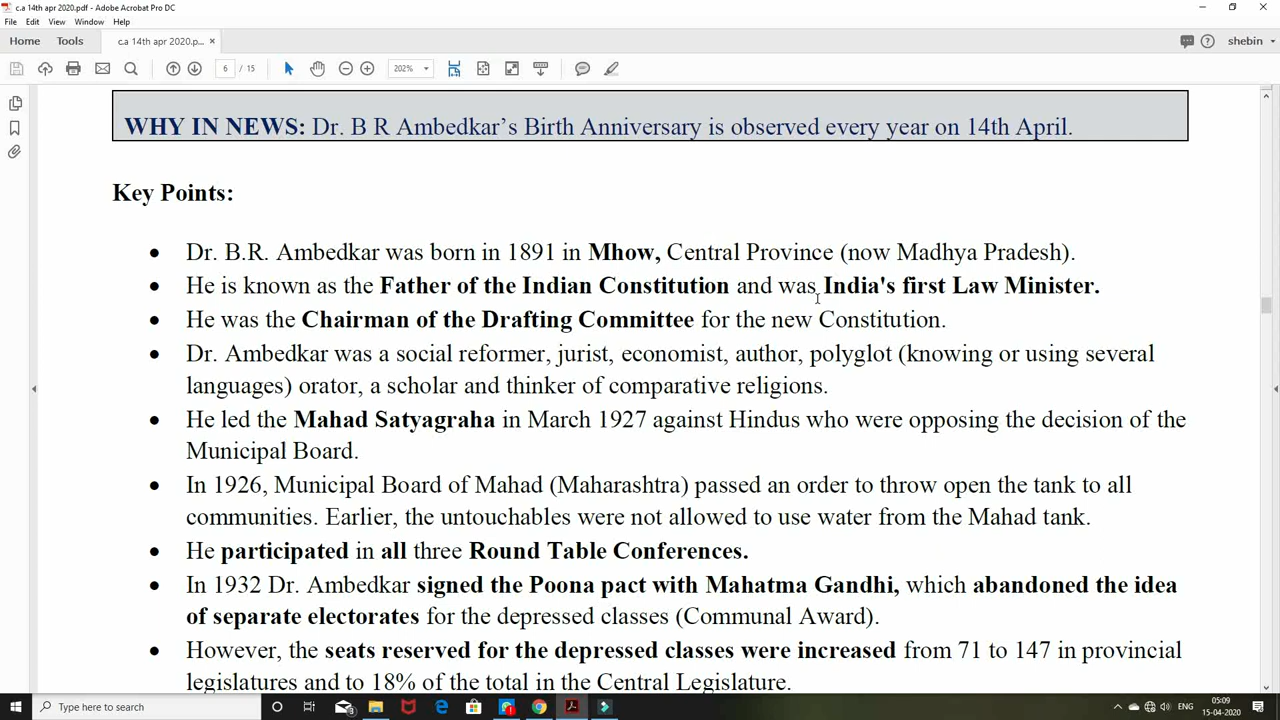 c.a 14th apr 2020.pdf - Adobe Acrobat Pro DC
File Edit View Window Help
Home Tools c.a 14th apr 2020.p... × shebin
6 / 15 202%
WHY IN NEWS: Dr. B R Ambedkar’s Birth Anniversary is observed every year on 14th April.
Key Points:
• Dr. B.R. Ambedkar was born in 1891 in Mhow, Central Province (now Madhya Pradesh).
• He is known as the Father of the Indian Constitution and was India's first Law Minister.
• He was the Chairman of the Drafting Committee for the new Constitution.
• Dr. Ambedkar was a social reformer, jurist, economist, author, polyglot (knowing or using several
languages) orator, a scholar and thinker of comparative religions.
• He led the Mahad Satyagraha in March 1927 against Hindus who were opposing the decision of the
Municipal Board.
• In 1926, Municipal Board of Mahad (Maharashtra) passed an order to throw open the tank to all
communities. Earlier, the untouchables were not allowed to use water from the Mahad tank.
• He participated in all three Round Table Conferences.
• In 1932 Dr. Ambedkar signed the Poona pact with Mahatma Gandhi, which abandoned the idea
of separate electorates for the depressed classes (Communal Award).
• However, the seats reserved for the depressed classes were increased from 71 to 147 in provincial
legislatures and to 18% of the total in the Central Legislature.
Type here to search ENG 05:09
15-04-2020